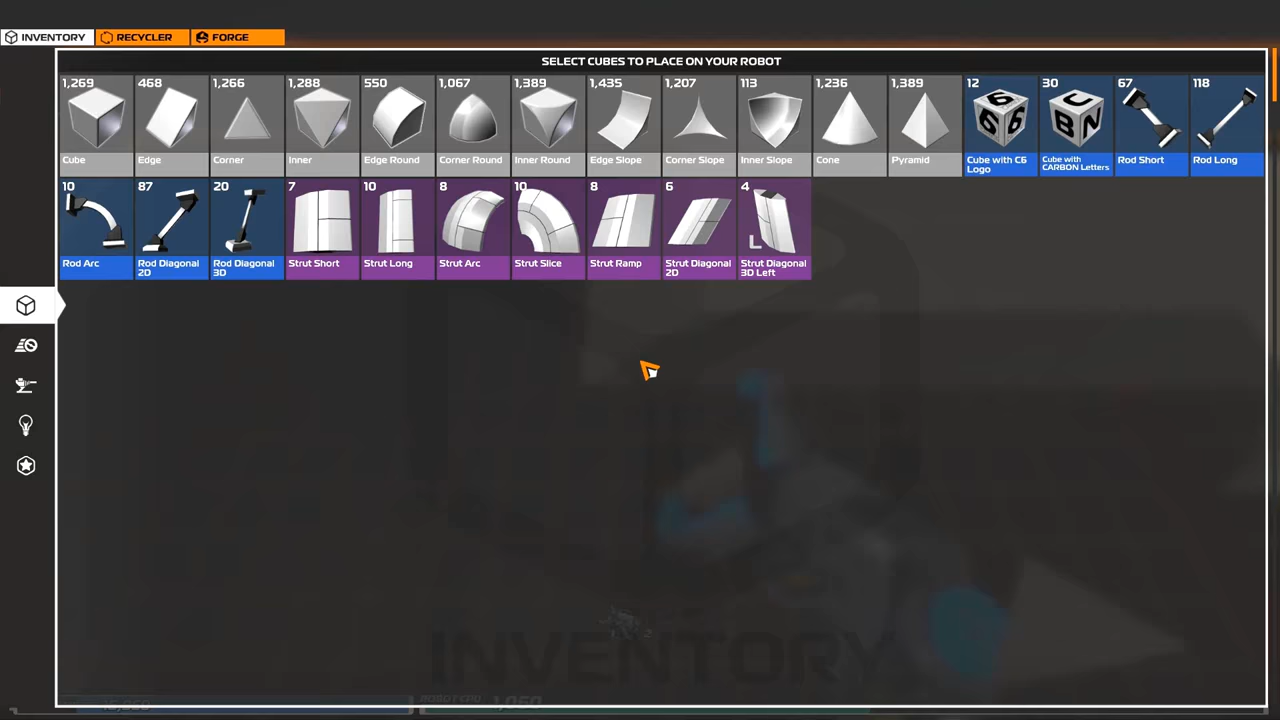 INVENTORY RECYCLER FORGE
SELECT CUBES TO PLACE ON YOUR ROBOT
1,269 468 1,266 1,288 550 1,067 1,389 1,435 1,207 113 1,236 1,389 12 30 67 118
6 6 6 U B N
Cube Edge Corner Inner Edge Round Corner Round Inner Round Edge Slope Corner Slope Inner Slope Cone Pyramid Cube with C6 Logo Cube with CARBON Letters Rod Short Rod Long
10 87 20 7 10 8 10 8 6 4
L
Rod Arc Rod Diagonal 2D Rod Diagonal 3D Strut Short Strut Long Strut Arc Strut Slice Strut Ramp Strut Diagonal 2D Strut Diagonal 3D Left
INVENTORY